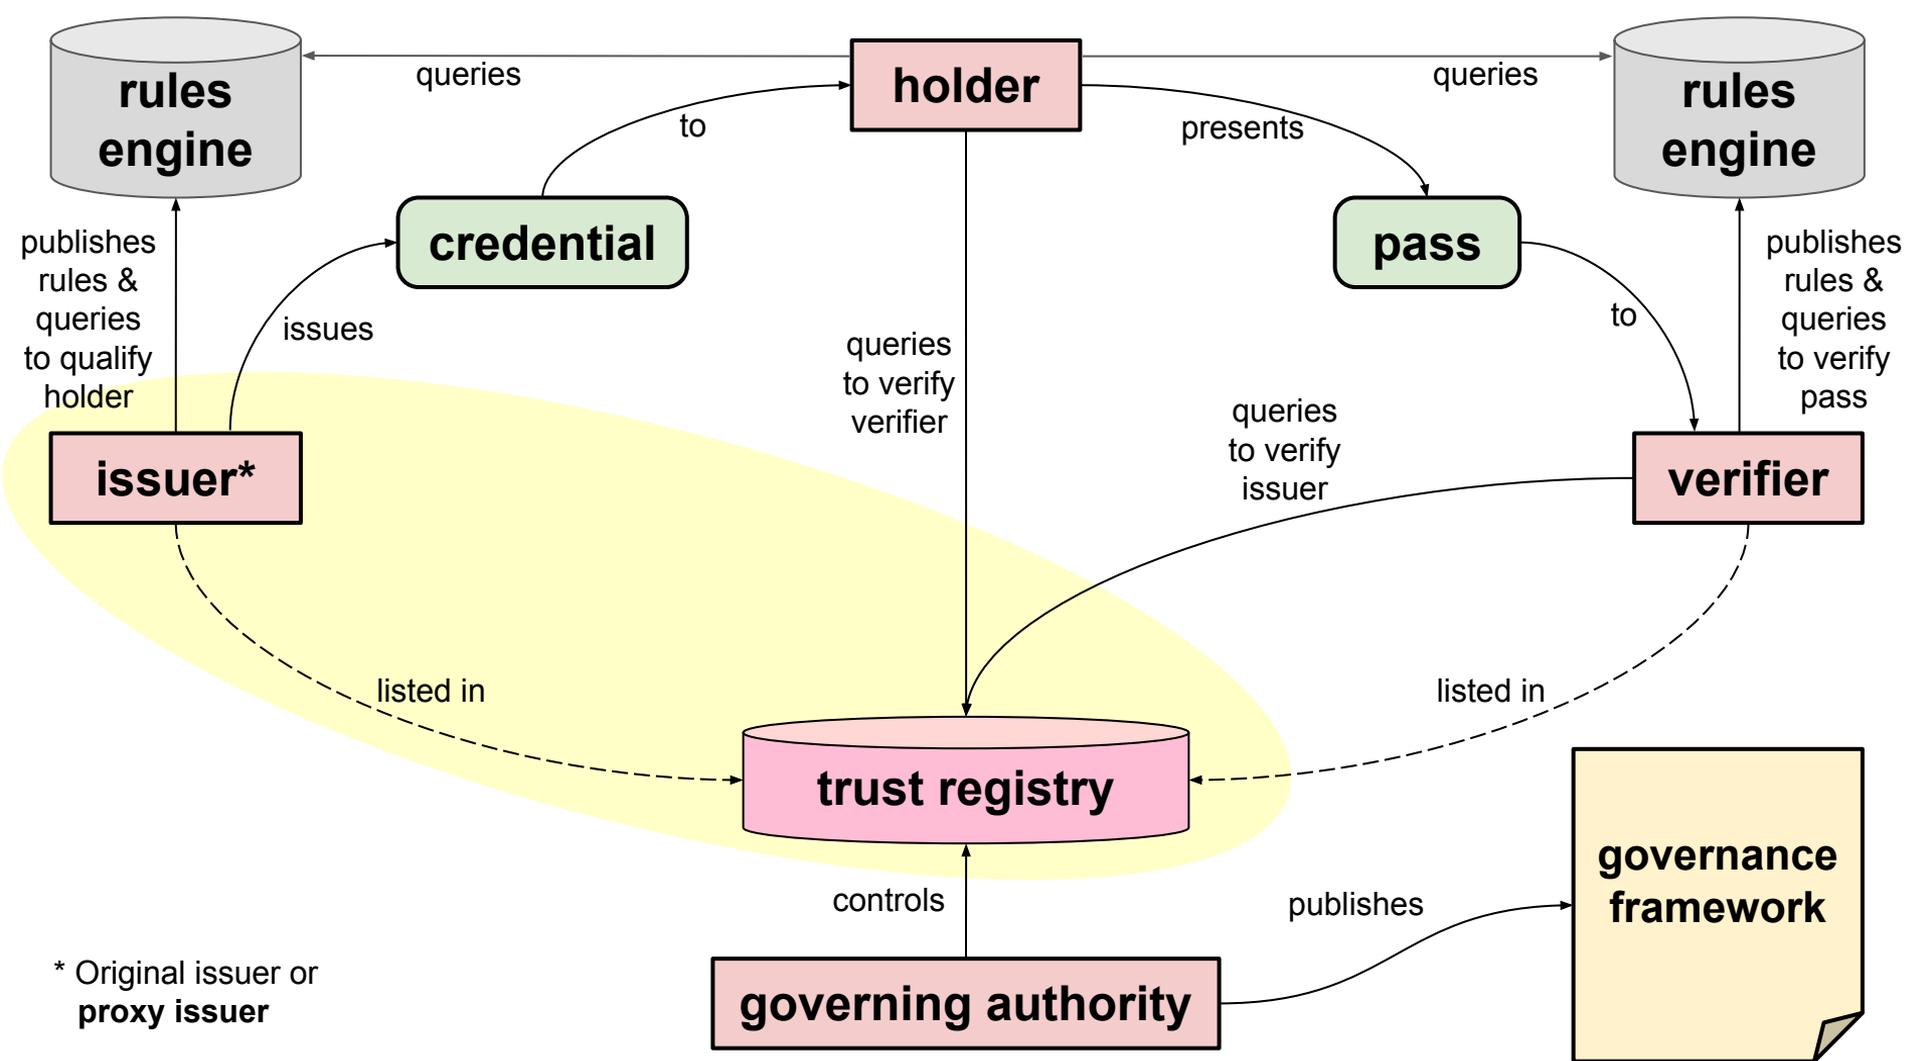 rules
engine
queries
holder
queries
rules
engine
to
presents
credential
pass
publishes
rules &
queries
to qualify
holder
issues
queries
to verify
verifier
to
publishes
rules &
queries
to verify
pass
queries
to verify
issuer
issuer*
verifier
listed in
listed in
trust registry
governance
framework
controls
publishes
* Original issuer or
proxy issuer
governing authority